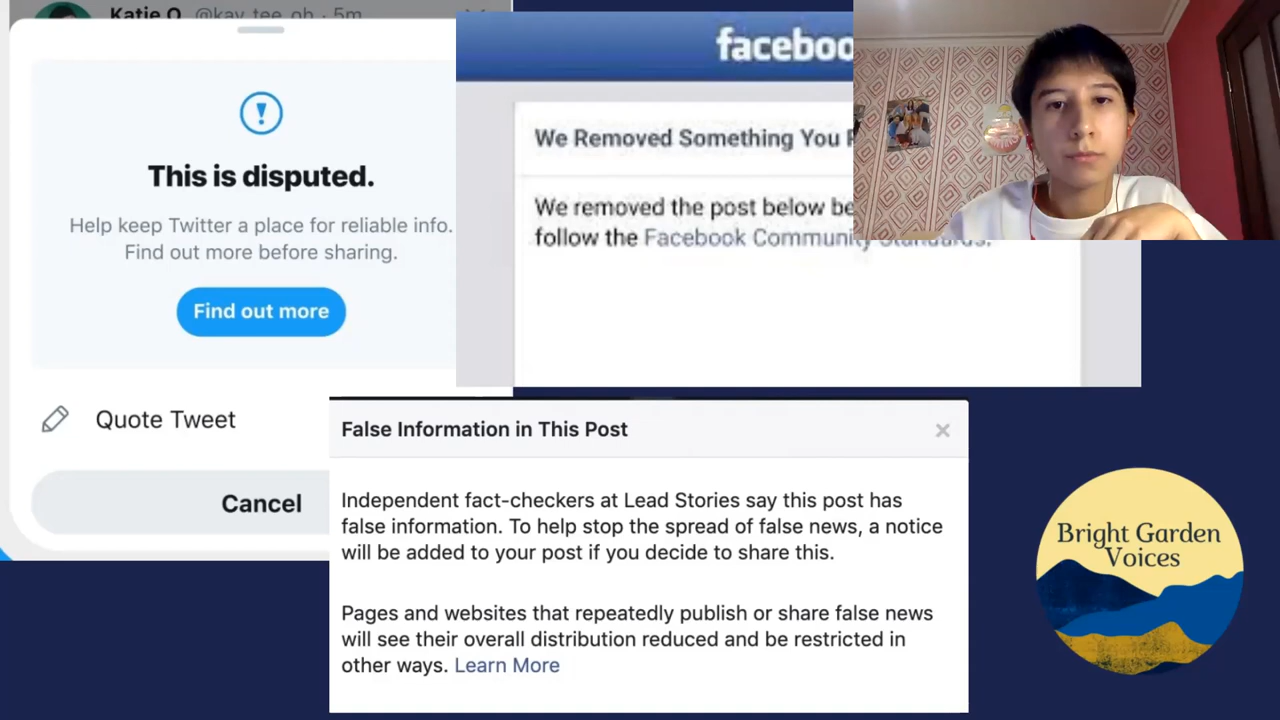 Katie O @kay_tee_oh · 5m
This is disputed.
Help keep Twitter a place for reliable info.
Find out more before sharing.
Find out more
Quote Tweet
Cancel
faceboo
We Removed Something You
We removed the post below be
follow the Facebook Community Standards.
False Information in This Post
Independent fact-checkers at Lead Stories say this post has
false information. To help stop the spread of false news, a notice
will be added to your post if you decide to share this.
Pages and websites that repeatedly publish or share false news
will see their overall distribution reduced and be restricted in
other ways. Learn More
Bright Garden
Voices